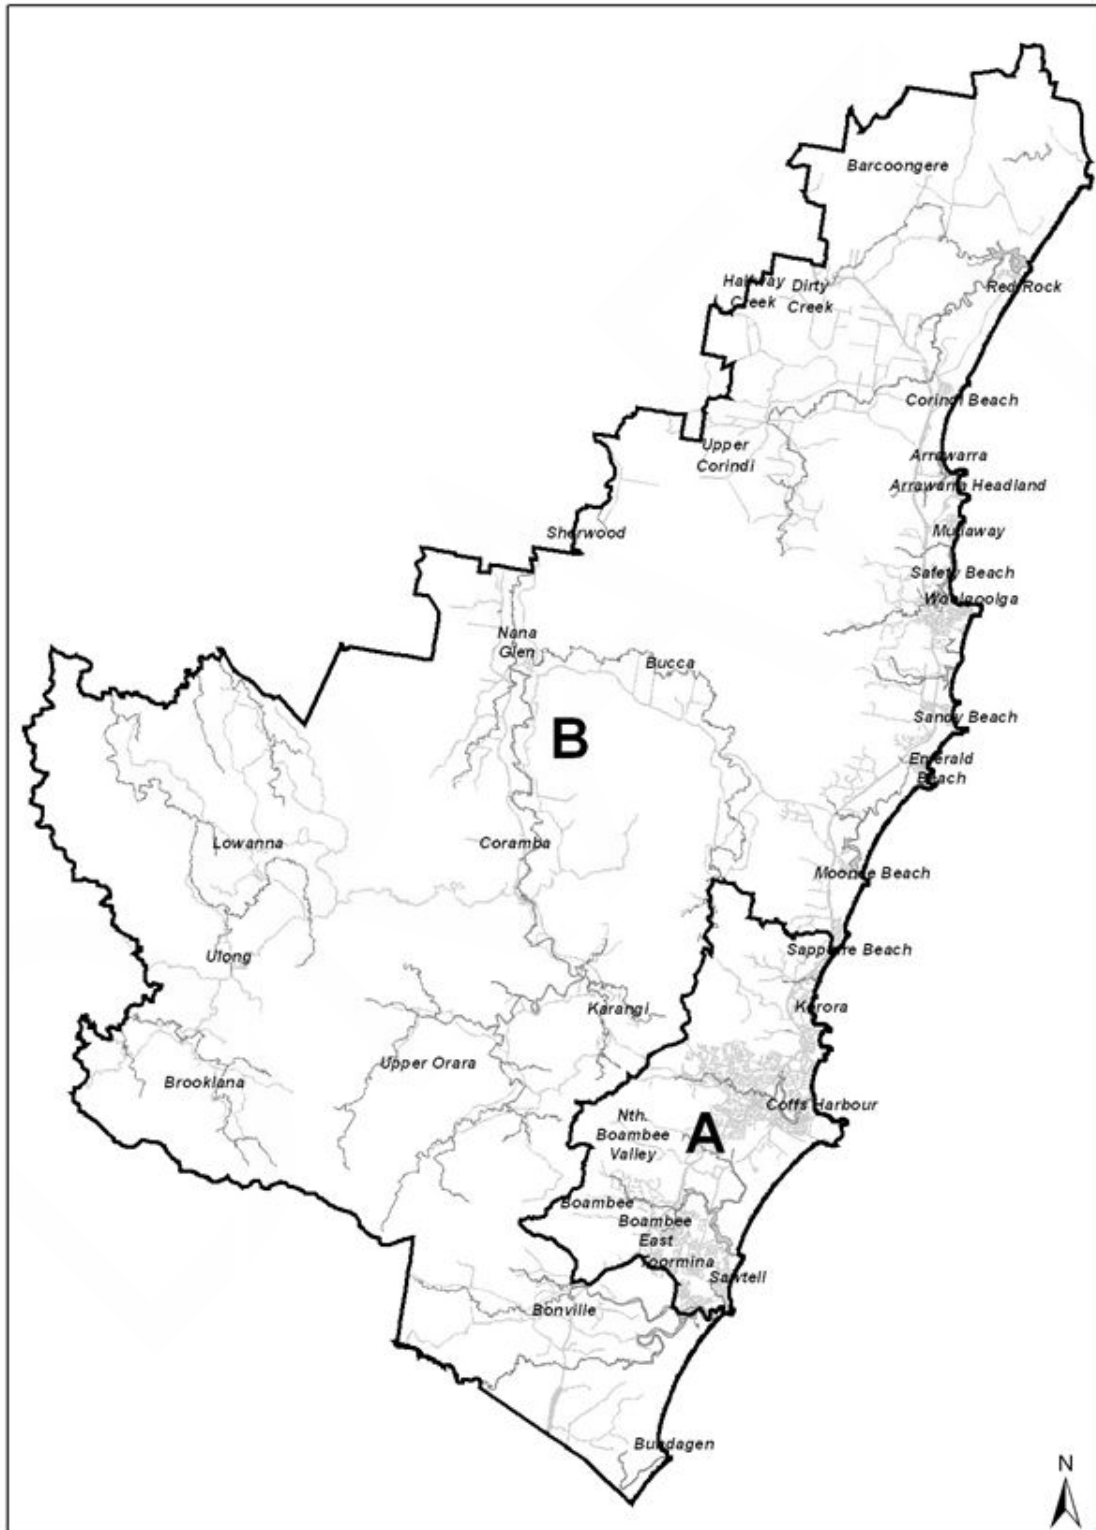 Barcoongere
Halfway
Creek
Dirty
Creek
Red Rock
Corindi Beach
Upper
Corindi
Arrawarra
Arrawarra Headland
Sherwood
Mullaway
Safety Beach
Woolgoolga
Nana
Glen
Bucca
Sandy Beach
B
Emerald
Beach
Lowanna
Coramba
Moonee Beach
Sapphire Beach
Ulong
Karangi
Korora
Upper Orara
Brooklana
Coffs Harbour
Nth.
Boambee
Valley
A
Boambee
Boambee
East
Toormina
Sawtell
Bonville
Bundagen
N